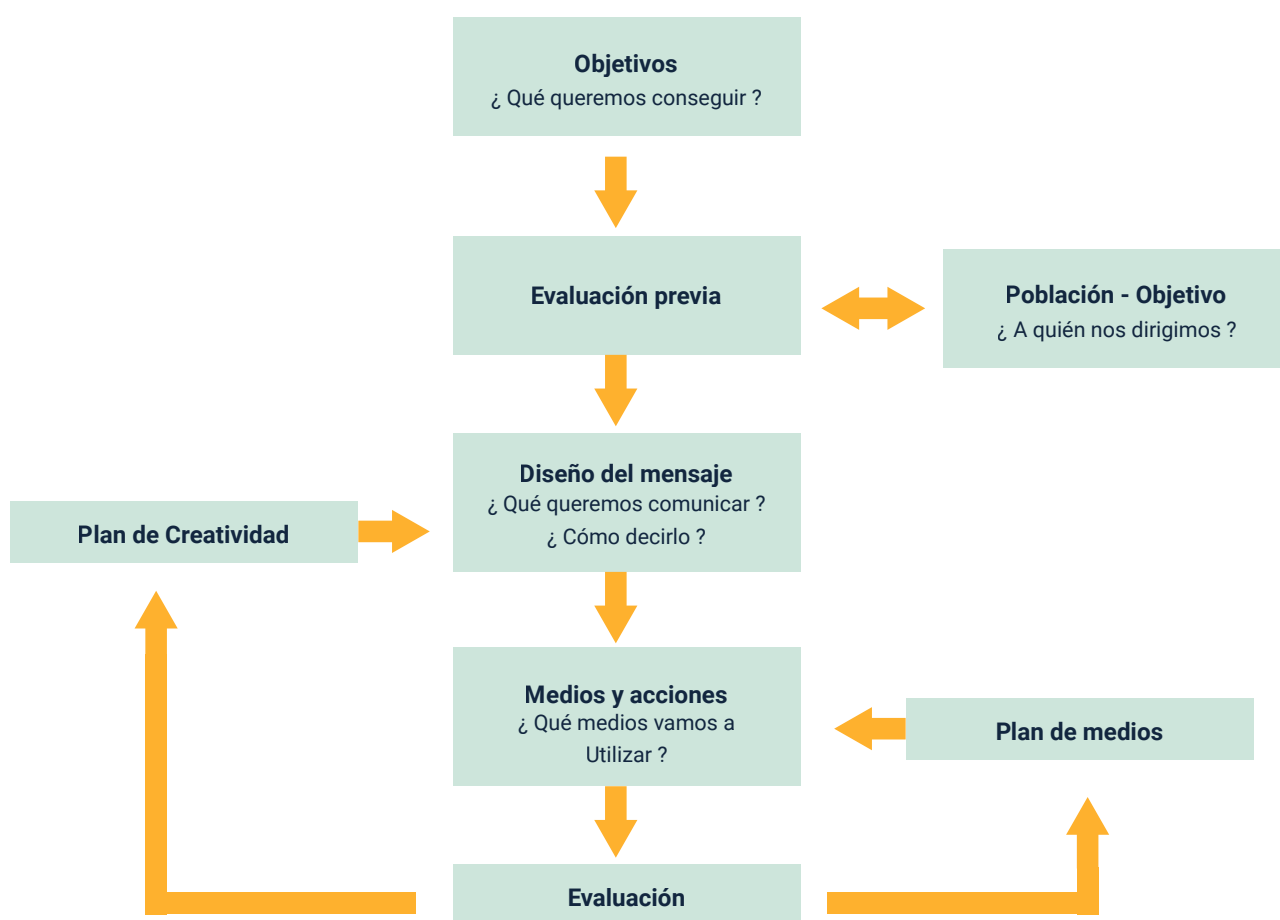 Objetivos
¿ Qué queremos conseguir ?
Evaluación previa
Población - Objetivo
¿ A quién nos dirigimos ?
Diseño del mensaje
¿ Qué queremos comunicar ?
¿ Cómo decirlo ?
Plan de Creatividad
Medios y acciones
¿ Qué medios vamos a
Utilizar ?
Plan de medios
Evaluación